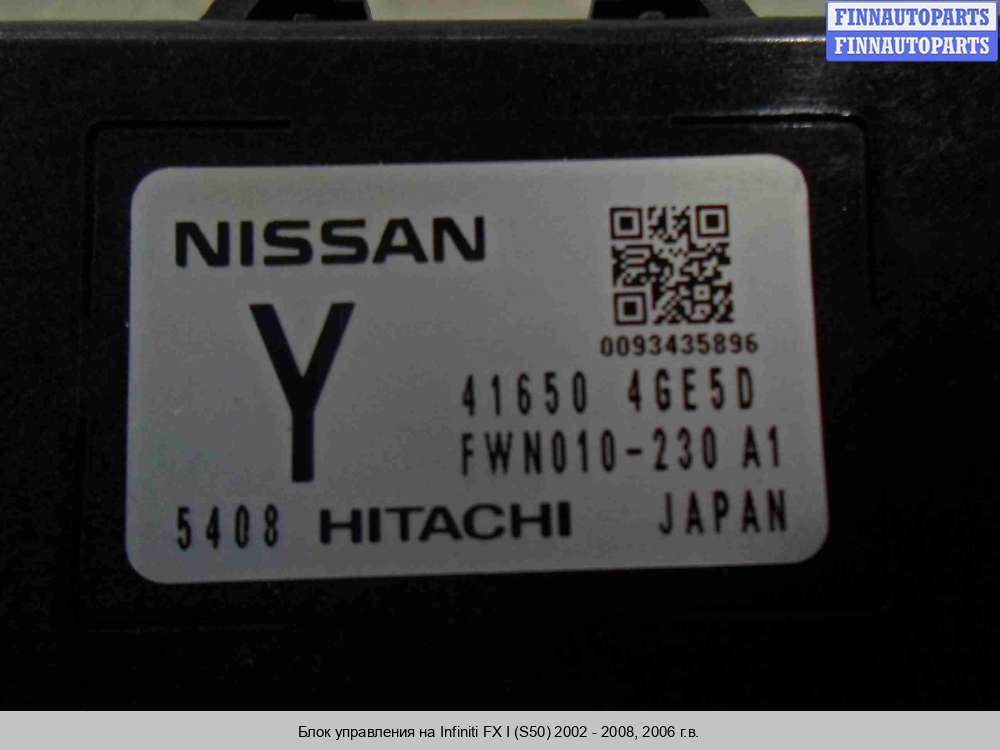 FINNAUTOPARTS
FINNAUTOPARTS
NISSAN
Y
0093435896
41650 4GE5D
FWN010-230 A1
5408 HITACHI JAPAN
Блок управления на Infiniti FX I (S50) 2002 - 2008, 2006 г.в.